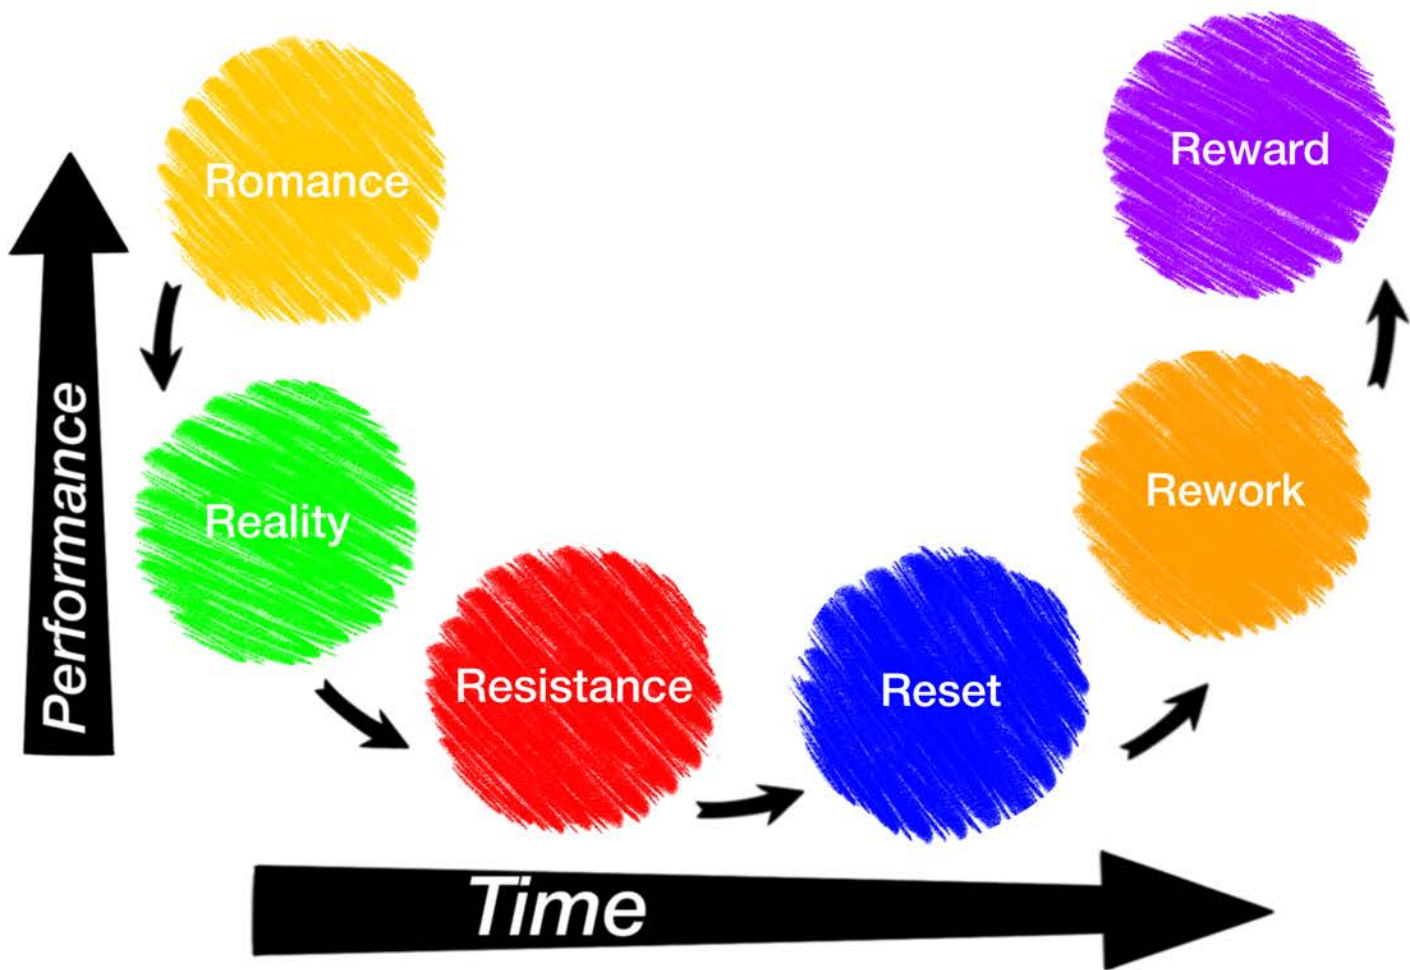 Romance
Reward
Performance
Reality
Rework
Resistance
Reset
Time